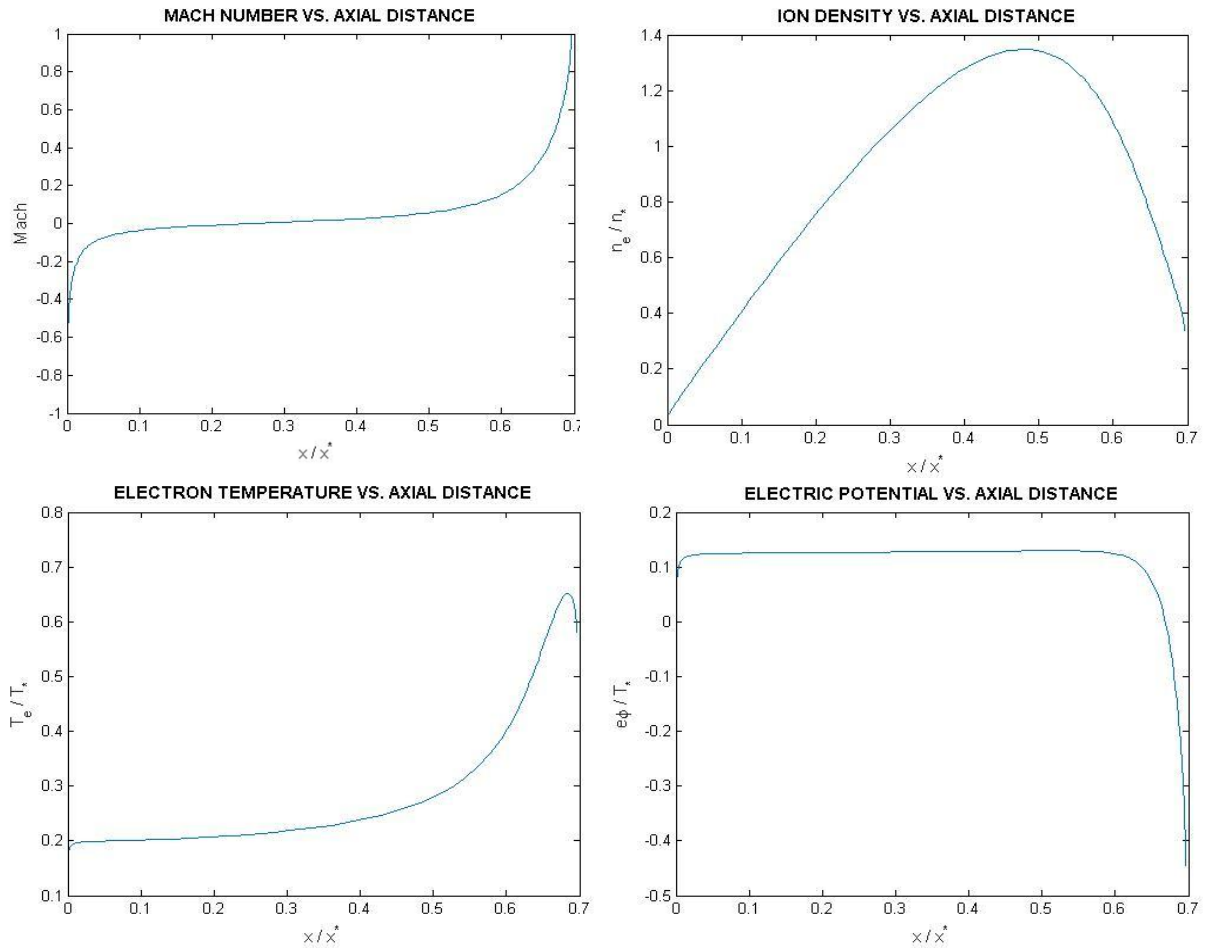 MACH NUMBER VS. AXIAL DISTANCE
1
0.8
0.6
0.4
0.2
0
-0.2
-0.4
-0.6
-0.8
-1
Mach
0 0.1 0.2 0.3 0.4 0.5 0.6 0.7
x / x*
ION DENSITY VS. AXIAL DISTANCE
1.4
1.2
1
0.8
0.6
0.4
0.2
0
n_e / n_*
0 0.1 0.2 0.3 0.4 0.5 0.6 0.7
x / x*
ELECTRON TEMPERATURE VS. AXIAL DISTANCE
0.8
0.7
0.6
0.5
0.4
0.3
0.2
0.1
T_e / T_*
0 0.1 0.2 0.3 0.4 0.5 0.6 0.7
x / x*
ELECTRIC POTENTIAL VS. AXIAL DISTANCE
0.2
0.1
0
-0.1
-0.2
-0.3
-0.4
-0.5
eϕ / T_*
0 0.1 0.2 0.3 0.4 0.5 0.6 0.7
x / x*